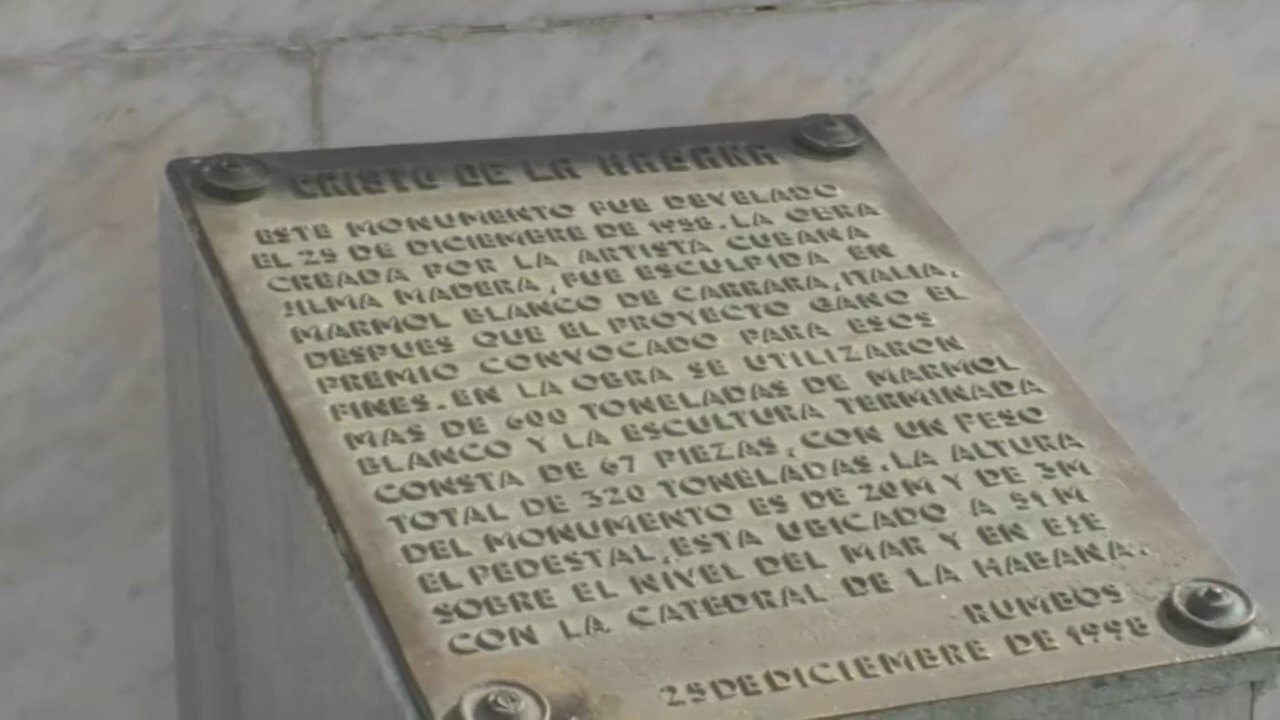 CRISTO DE LA HABANA
ESTE MONUMENTO FUE DEVELADO
EL 25 DE DICIEMBRE DE 1958. LA OBRA
CREADA POR LA ARTISTA CUBANA
JILMA MADERA, FUE ESCULPIDA EN
MARMOL BLANCO DE CARRARA, ITALIA,
DESPUES QUE EL PROYECTO GANO EL
PREMIO CONVOCADO PARA ESOS
FINES. EN LA OBRA SE UTILIZARON
MAS DE 600 TONELADAS DE MARMOL
BLANCO Y LA ESCULTURA TERMINADA
CONSTA DE 67 PIEZAS, CON UN PESO
TOTAL DE 320 TONELADAS. LA ALTURA
DEL MONUMENTO ES DE 20 M Y DE 3M
EL PEDESTAL, ESTA UBICADO A 51 M
SOBRE EL NIVEL DEL MAR Y EN EJE
CON LA CATEDRAL DE LA HABANA.
RUMBOS
25 DE DICIEMBRE DE 1998